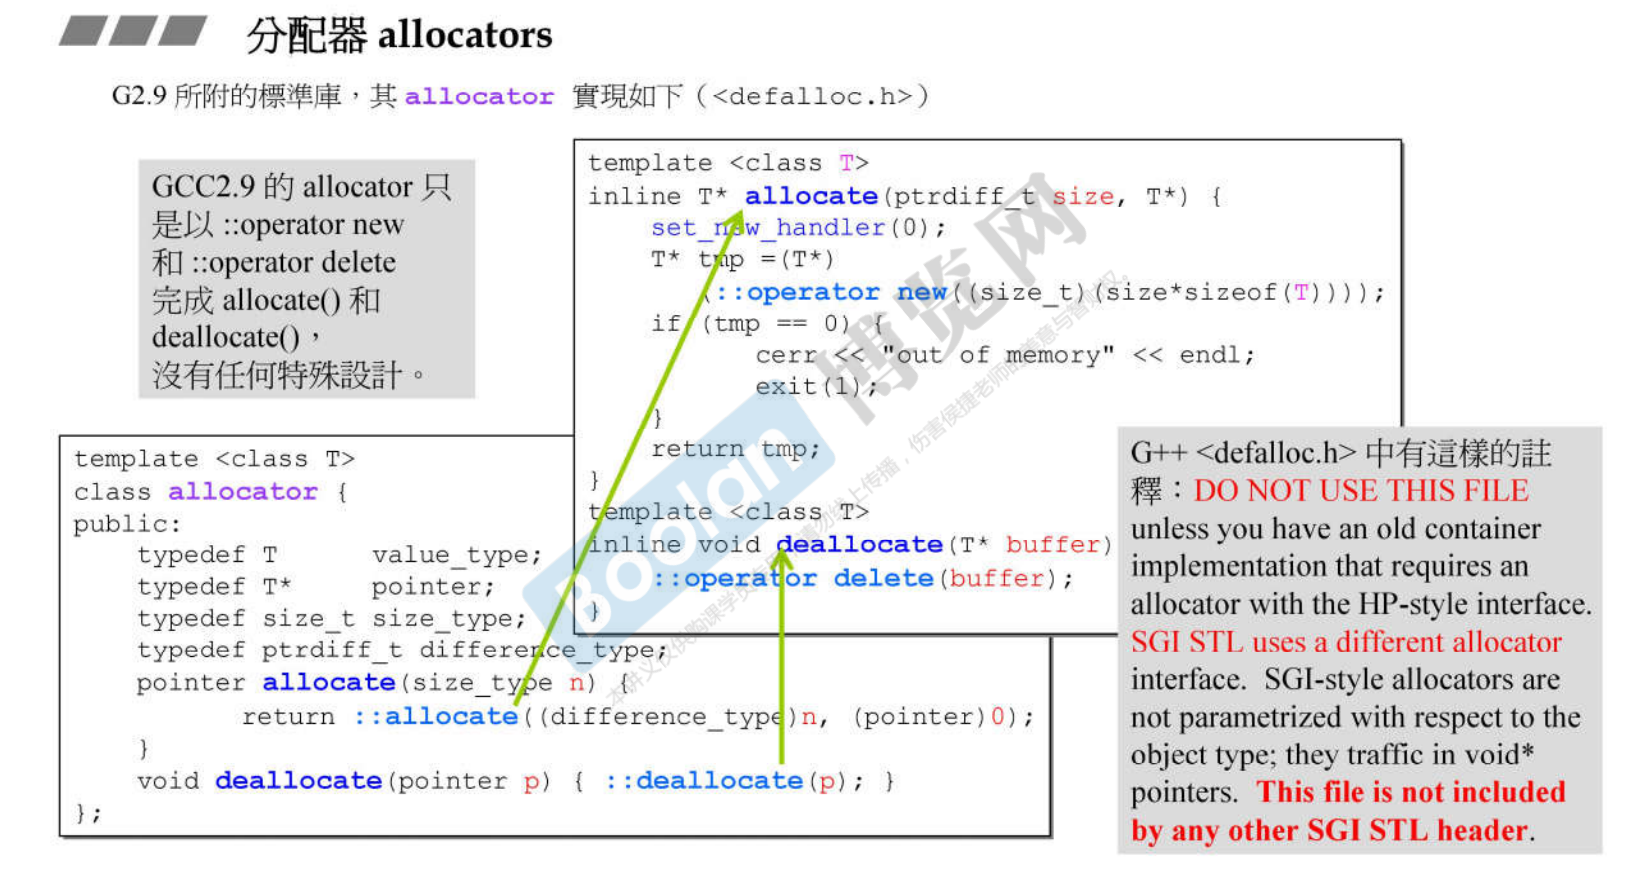 分配器 allocators
G2.9 所附的標準庫，其 allocator 實現如下（<defalloc.h>）
GCC2.9 的 allocator 只
是以 ::operator new
和 ::operator delete
完成 allocate() 和
deallocate()，
沒有任何特殊設計。
template <class T>
inline T* allocate(ptrdiff_t size, T*) {
set_new_handler(0);
T* tmp =(T*)
(::operator new((size_t)(size*sizeof(T))));
if (tmp == 0) {
cerr << "out of memory" << endl;
exit(1);
}
return tmp;
}
template <class T>
inline void deallocate(T* buffer)
::operator delete(buffer);
}
template <class T>
class allocator {
public:
typedef T value_type;
typedef T* pointer;
typedef size_t size_type;
typedef ptrdiff_t difference_type;
pointer allocate(size_type n) {
return ::allocate((difference_type)n, (pointer)0);
}
void deallocate(pointer p) { ::deallocate(p); }
};
G++ <defalloc.h> 中有這樣的註
釋：DO NOT USE THIS FILE
unless you have an old container
implementation that requires an
allocator with the HP-style interface.
SGI STL uses a different allocator
interface. SGI-style allocators are
not parametrized with respect to the
object type; they traffic in void*
pointers. This file is not included
by any other SGI STL header.
Boolan 博览网